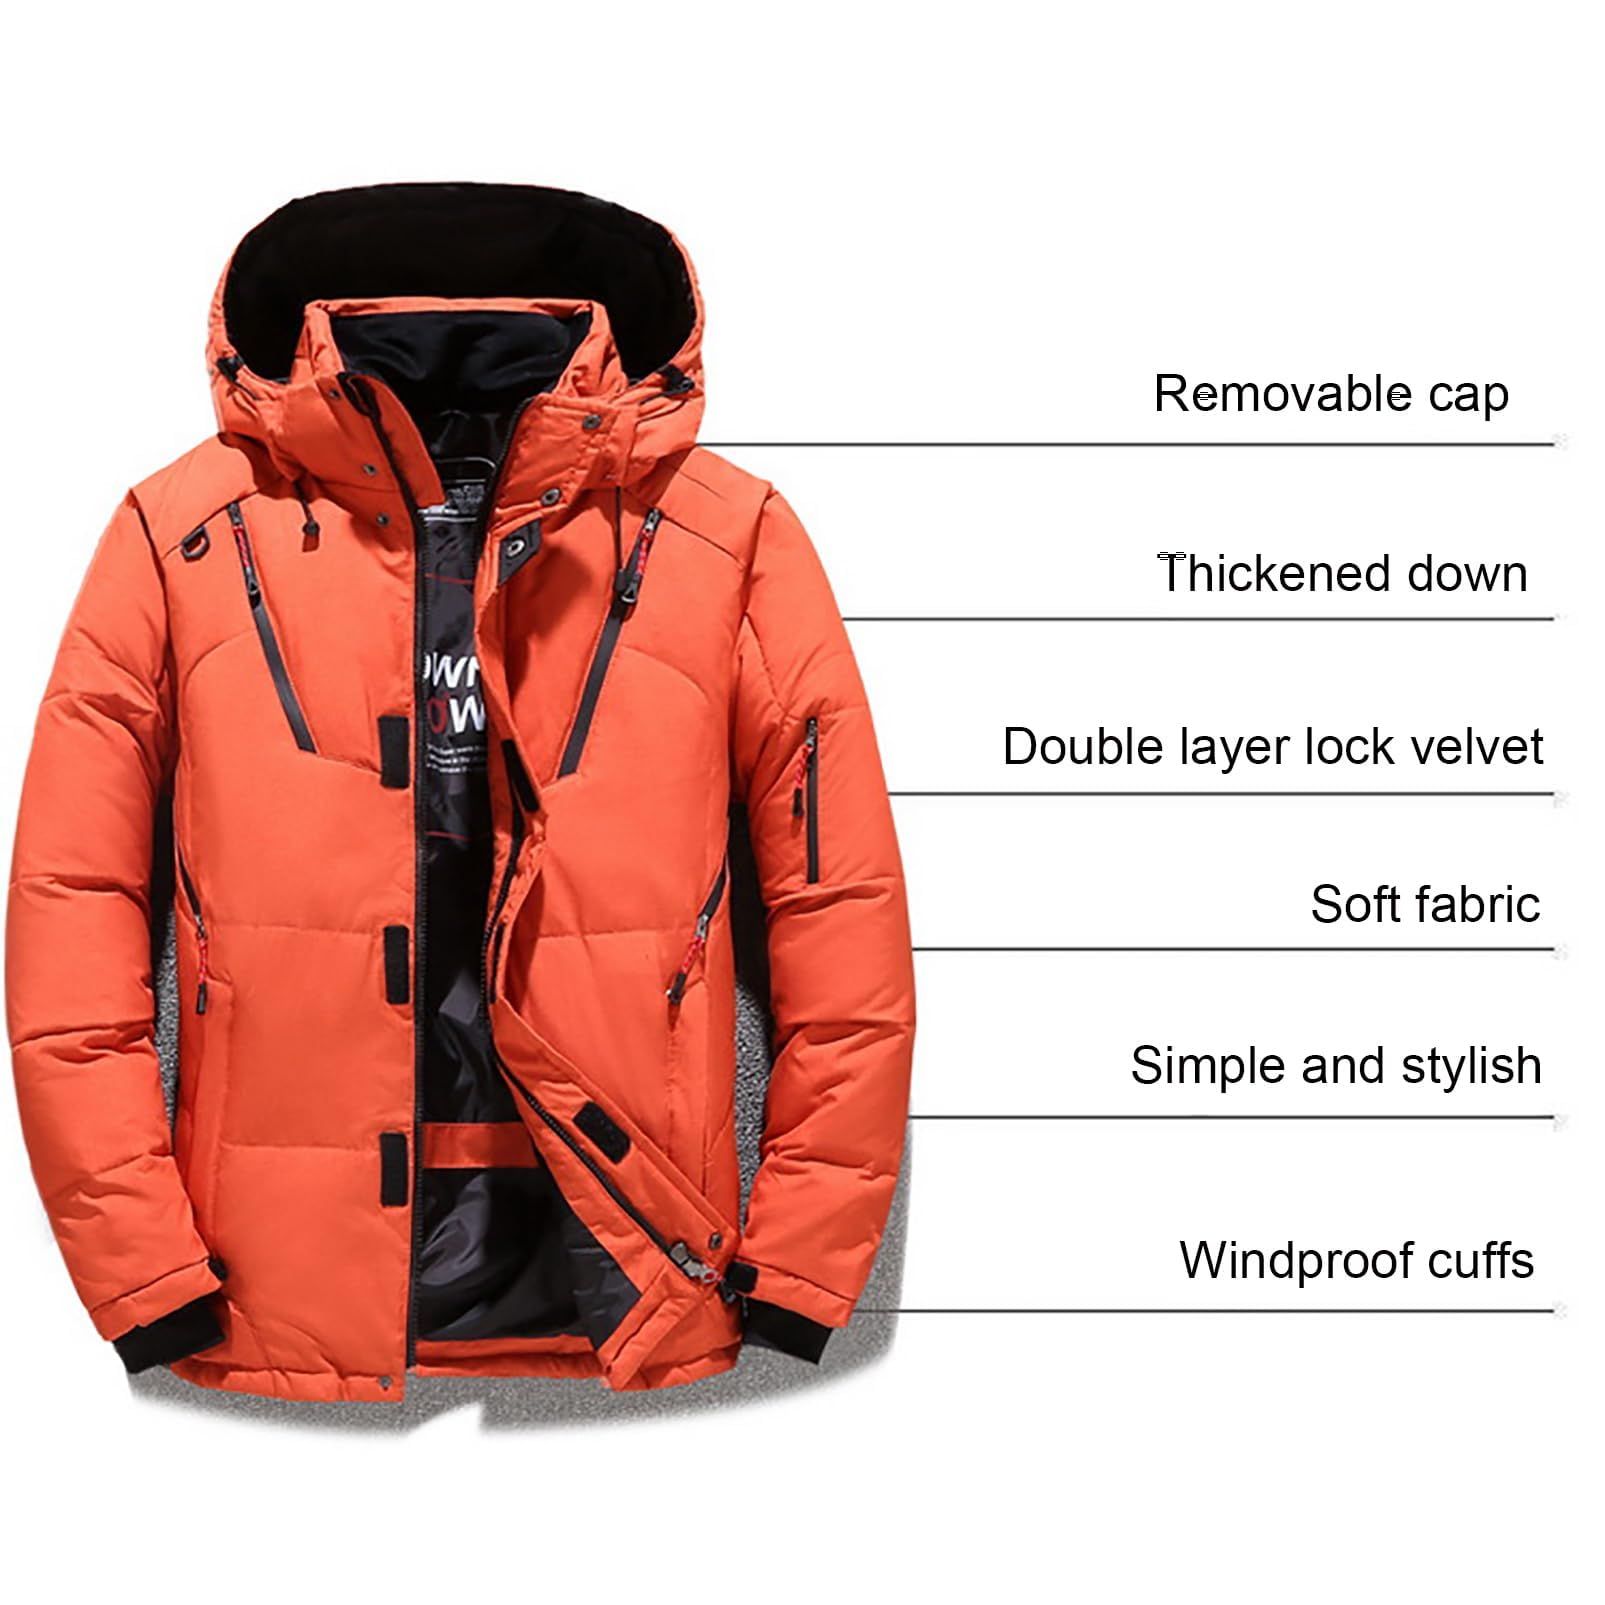 Removable cap
Thickened down
Double layer lock velvet
Soft fabric
Simple and stylish
Windproof cuffs